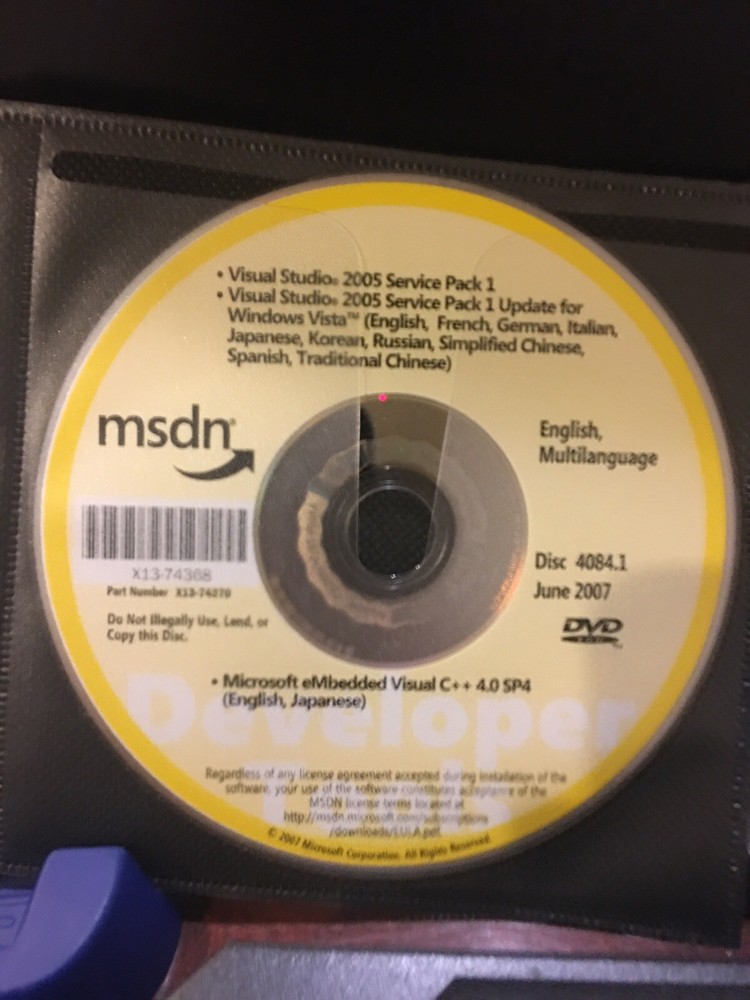 • Visual Studio® 2005 Service Pack 1
• Visual Studio® 2005 Service Pack 1 Update for
Windows Vista™ (English, French, German, Italian,
Japanese, Korean, Russian, Simplified Chinese,
Spanish, Traditional Chinese)
msdn®
English,
Multilanguage
X13-74368
Part Number X13-74270
Disc 4084.1
June 2007
DVD
ROM
Do Not Illegally Use, Lend, or
Copy this Disc.
• Microsoft eMbedded Visual C++ 4.0 SP4
(English, Japanese)
Developer
Regardless of any license agreement accepted during installation of the
software, your use of the software constitutes acceptance of the
MSDN license terms located at
http://msdn.microsoft.com/subscriptions
/downloads/EULA.pdf.
© 2007 Microsoft Corporation. All Rights Reserved.